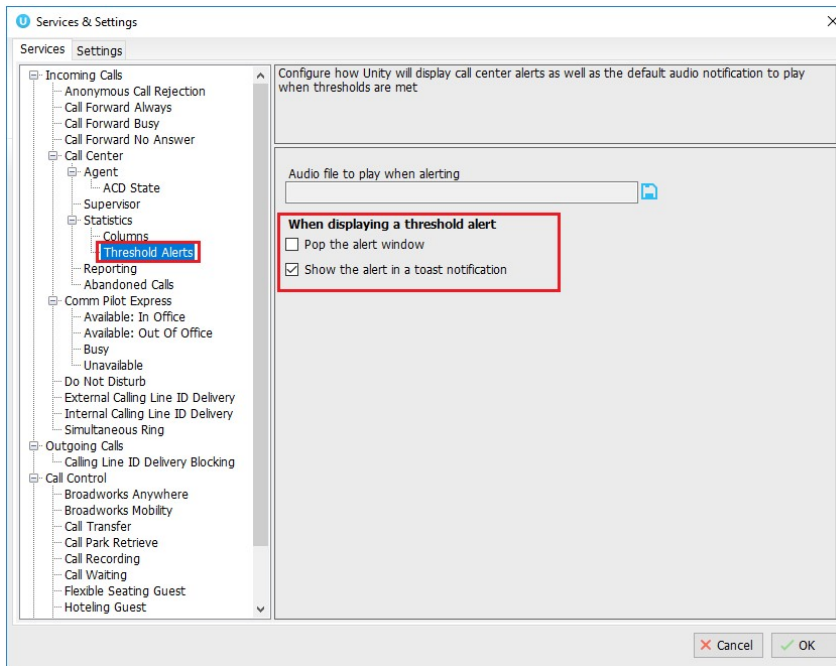 Services & Settings
Services Settings
Incoming Calls
Anonymous Call Rejection
Call Forward Always
Call Forward Busy
Call Forward No Answer
Call Center
Agent
ACD State
Supervisor
Statistics
Columns
Threshold Alerts
Reporting
Abandoned Calls
Comm Pilot Express
Available: In Office
Available: Out Of Office
Busy
Unavailable
Do Not Disturb
External Calling Line ID Delivery
Internal Calling Line ID Delivery
Simultaneous Ring
Outgoing Calls
Calling Line ID Delivery Blocking
Call Control
Broadworks Anywhere
Broadworks Mobility
Call Transfer
Call Park Retrieve
Call Recording
Call Waiting
Flexible Seating Guest
Hoteling Guest
Configure how Unity will display call center alerts as well as the default audio notification to play
when thresholds are met
Audio file to play when alerting
When displaying a threshold alert
Pop the alert window
Show the alert in a toast notification
Cancel OK